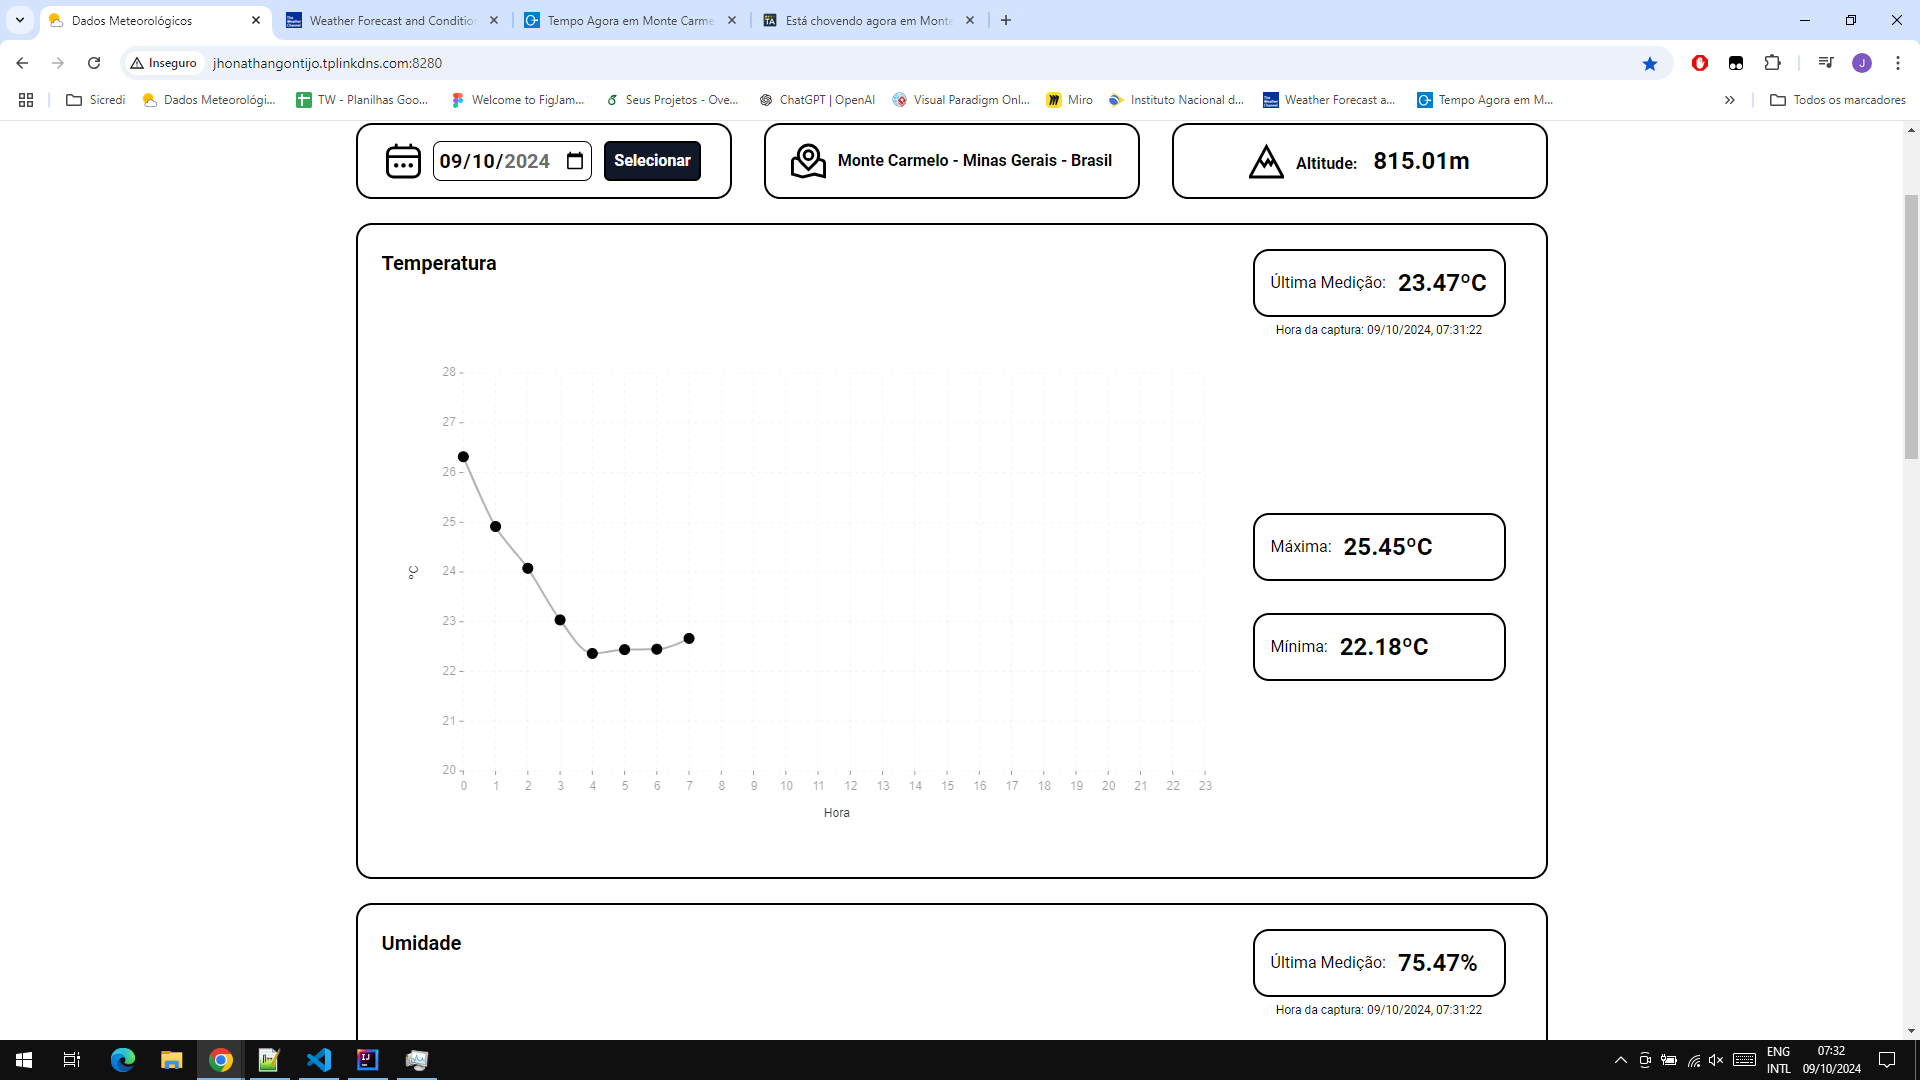 Dados Meteorológicos
Weather Forecast and Conditio
Tempo Agora em Monte Carme
Está chovendo agora em Monte
Inseguro
jhonathangontijo.tplinkdns.com:8280
Sicredi
Dados Meteorológi...
TW - Planilhas Goo...
Welcome to FigJam...
Seus Projetos - Ove...
ChatGPT | OpenAI
Visual Paradigm Onl...
Miro
Instituto Nacional d...
Weather Forecast a...
Tempo Agora em M...
Todos os marcadores
09/10/2024
Selecionar
Monte Carmelo - Minas Gerais - Brasil
Altitude: 815.01m
Temperatura
Última Medição: 23.47ºC
Hora da captura: 09/10/2024, 07:31:22
28
27
26
25
24
23
22
21
20
ºC
0 1 2 3 4 5 6 7 8 9 10 11 12 13 14 15 16 17 18 19 20 21 22 23
Hora
Máxima: 25.45ºC
Mínima: 22.18ºC
Umidade
Última Medição: 75.47%
Hora da captura: 09/10/2024, 07:31:22
ENG
INTL
07:32
09/10/2024